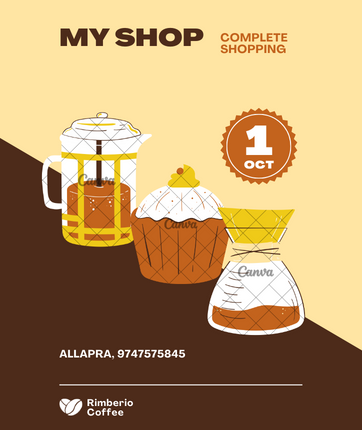 MY SHOP
COMPLETE
SHOPPING
1
OCT
Canva
Canva
Canva
ALLAPRA, 9747575845
Rimberio
Coffee